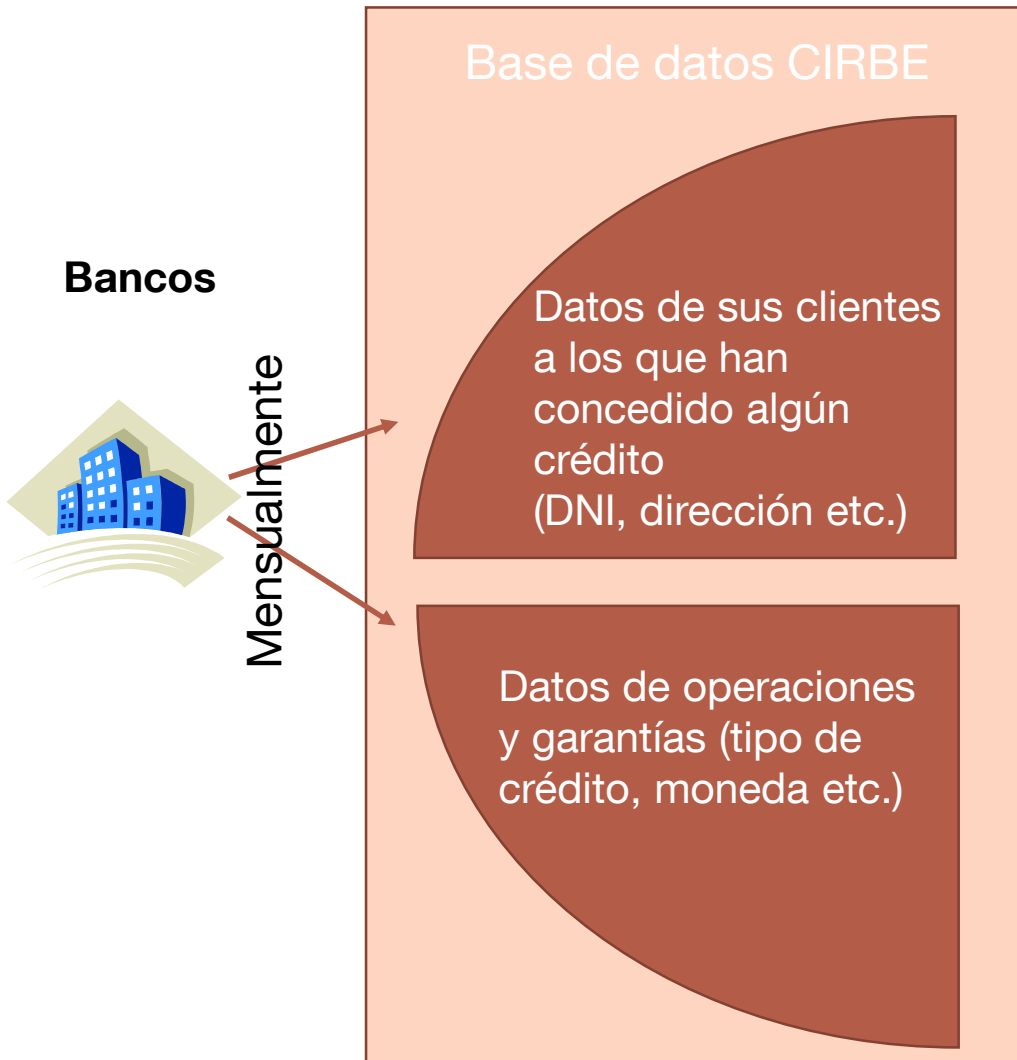 Base de datos CIRBE
Bancos
Mensualmente
Datos de sus clientes
a los que han
concedido algún
crédito
(DNI, dirección etc.)
Datos de operaciones
y garantías (tipo de
crédito, moneda etc.)